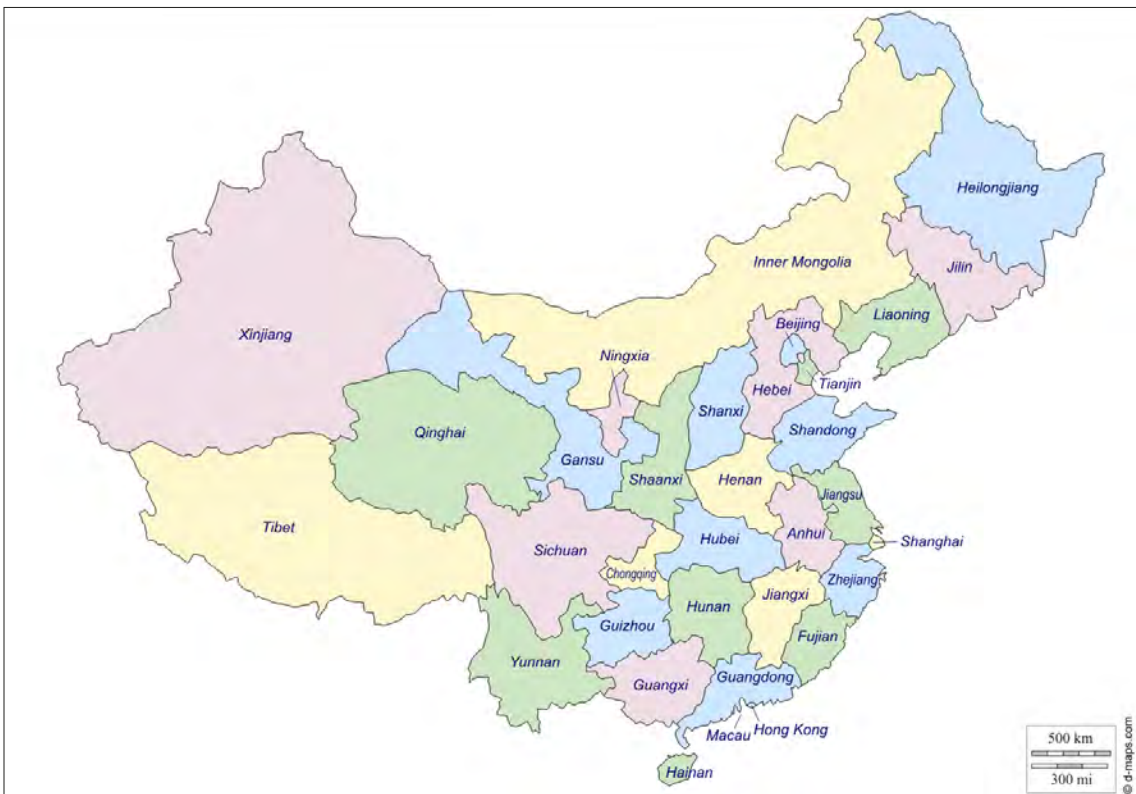 Heilongjiang
Inner Mongolia
Jilin
Liaoning
Xinjiang
Beijing
Ningxia
Tianjin
Hebei
Shanxi
Shandong
Qinghai
Gansu
Shaanxi
Henan
Jiangsu
Tibet
Sichuan
Hubei
Anhui
Shanghai
Chongqing
Zhejiang
Jiangxi
Hunan
Guizhou
Fujian
Yunnan
Guangxi
Guangdong
Macau
Hong Kong
Hainan
500 km
300 mi
© d-maps.com